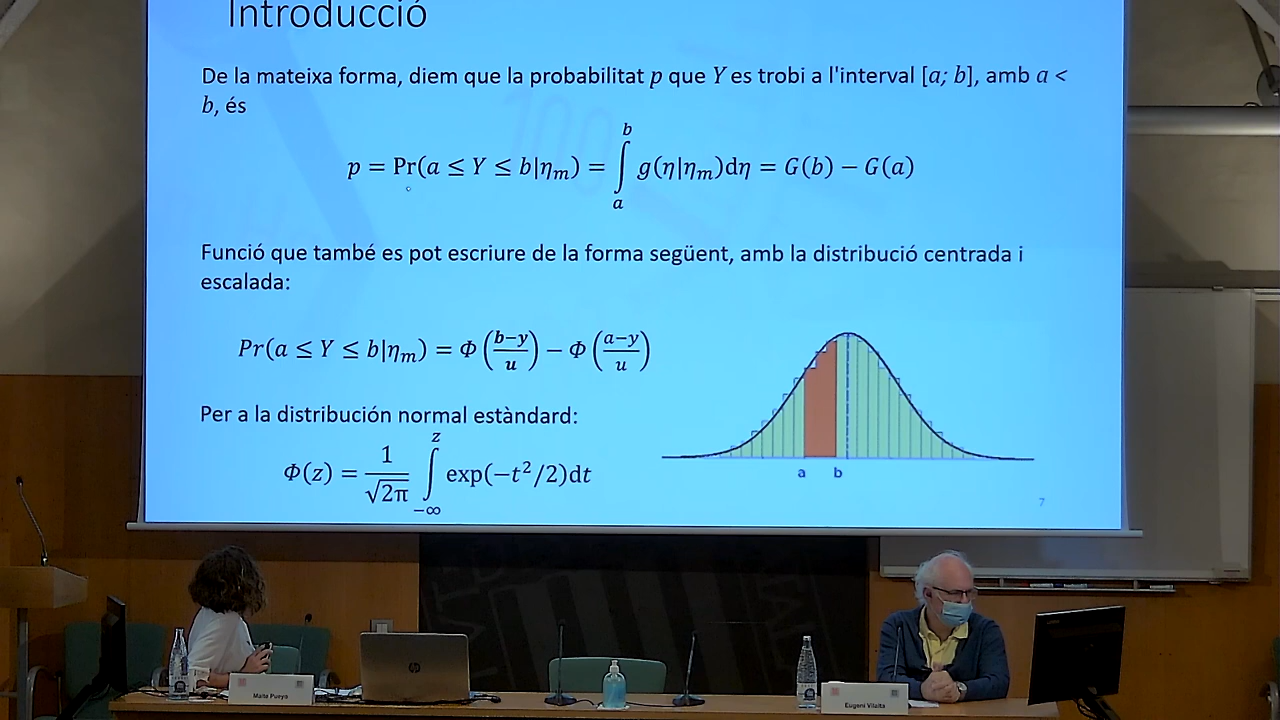 Introducció
De la mateixa forma, diem que la probabilitat p que Y es trobi a l'interval [a; b], amb a <
b, és
p = Pr(a ≤ Y ≤ b|η_m) = ∫_a^b g(η|η_m)dη = G(b) − G(a)
Funció que també es pot escriure de la forma següent, amb la distribució centrada i
escalada:
Pr(a ≤ Y ≤ b|η_m) = Φ((b−y)/u) − Φ((a−y)/u)
Per a la distribución normal estàndard:
Φ(z) = 1/√2π ∫_−∞^z exp(−t²/2)dt
a b
7
hp
Maite Pueyo
Eugeni Vilalta